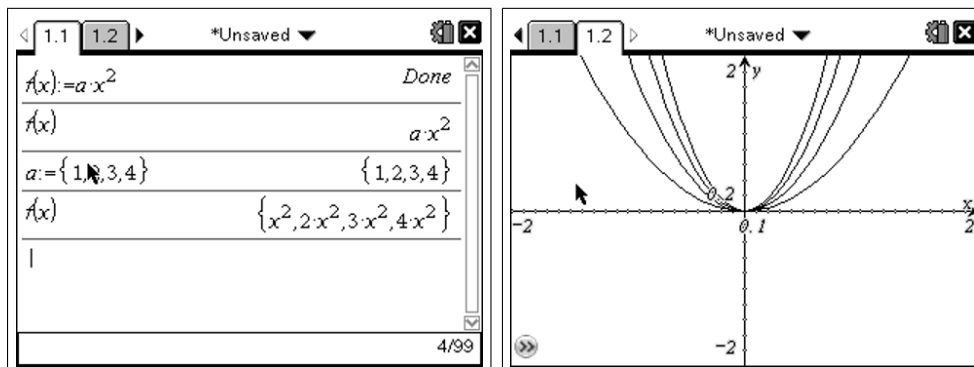 1.1 1.2 *Unsaved
f(x):=a·x² Done
f(x) a·x²
a:={1,2,3,4} {1,2,3,4}
f(x) {x²,2·x²,3·x²,4·x²}
4/99
1.1 1.2 *Unsaved
2 y
0.2
x
-2 0.1 2
-2